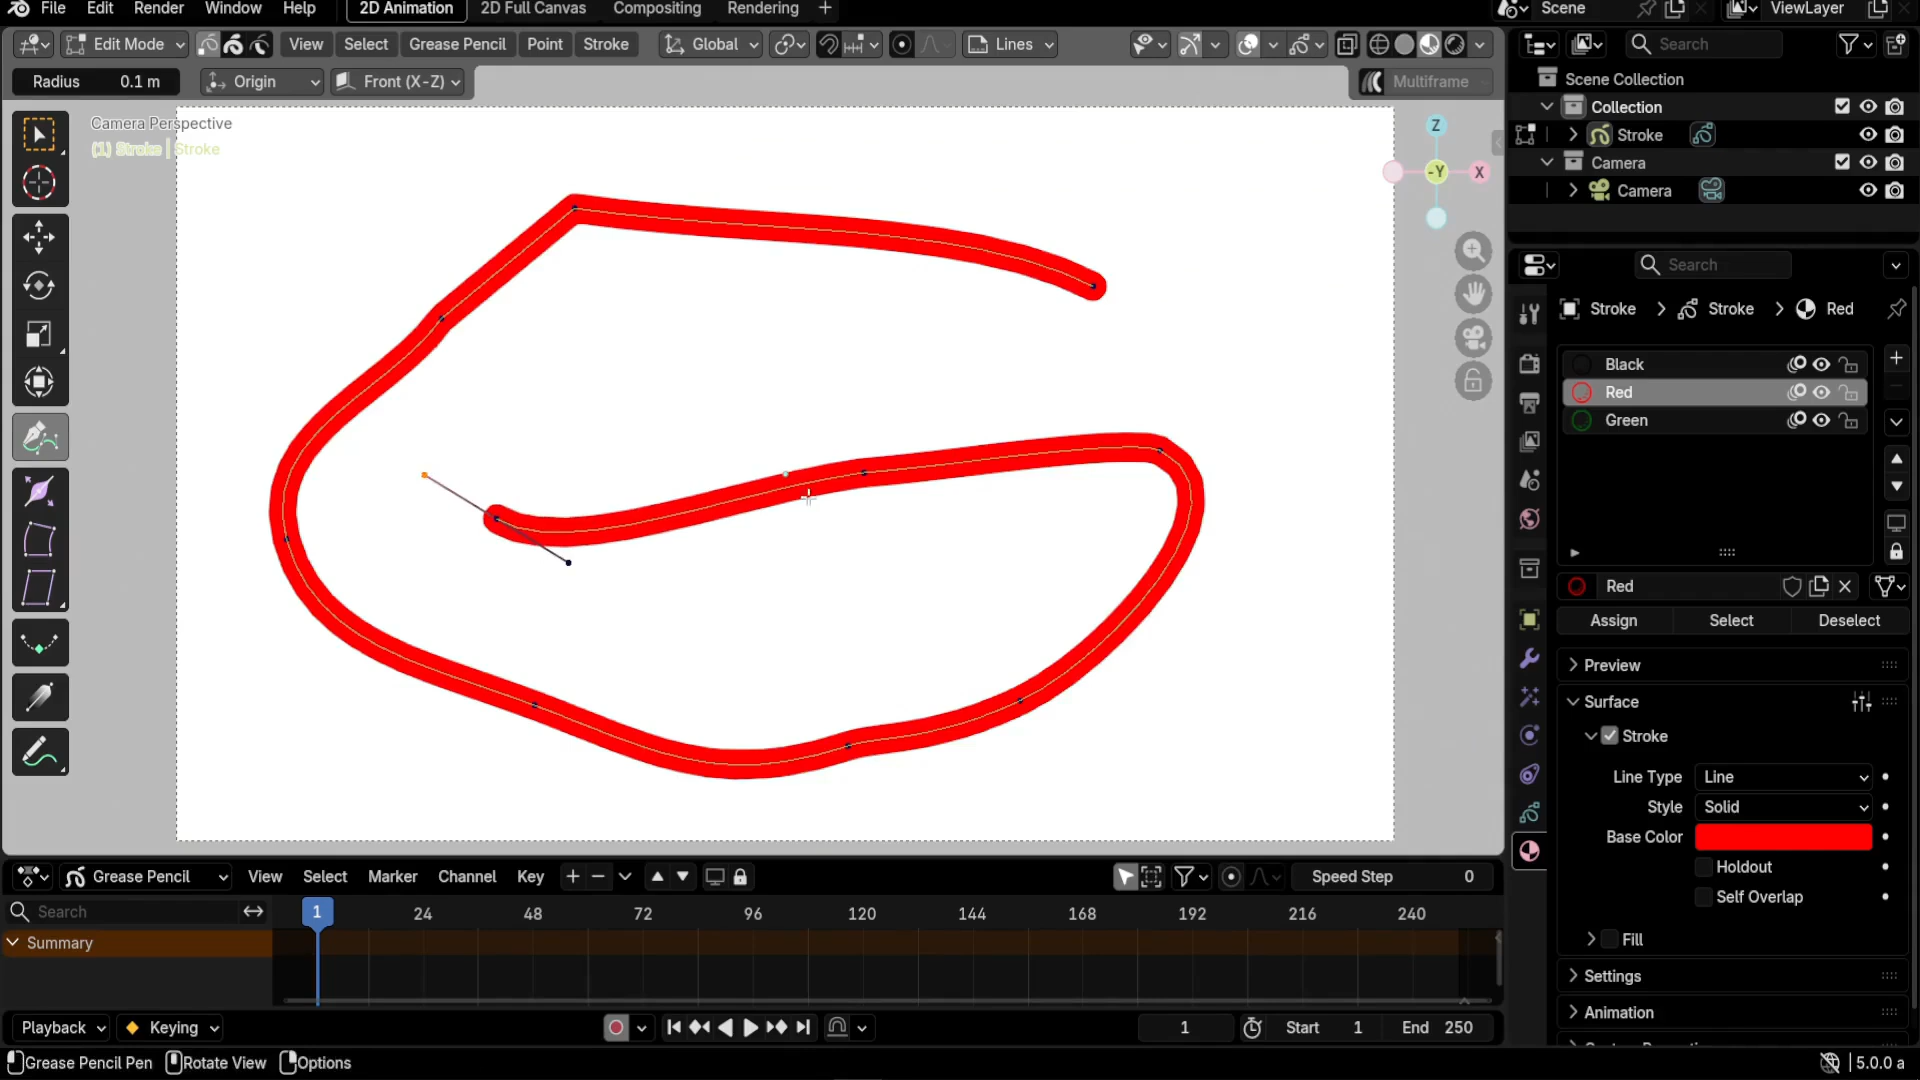 File Edit Render Window Help 2D Animation 2D Full Canvas Compositing Rendering + Scene ViewLayer
Edit Mode View Select Grease Pencil Point Stroke Global Lines Search
Radius 0.1 m Origin Front (X-Z) Multiframe
Scene Collection
Collection
Stroke
Camera
Camera
Camera Perspective
(1) Stroke | Stroke
Z
-Y
X
Search
Stroke Stroke Red
Black
Red
Green
Red
Assign Select Deselect
Preview
Surface
Stroke
Line Type Line
Style Solid
Base Color
Holdout
Self Overlap
Fill
Settings
Animation
Grease Pencil View Select Marker Channel Key Speed Step 0
Search
1 24 48 72 96 120 144 168 192 216 240
Summary
Playback Keying 1 Start 1 End 250
Grease Pencil Pen Rotate View Options 5.0.0 a